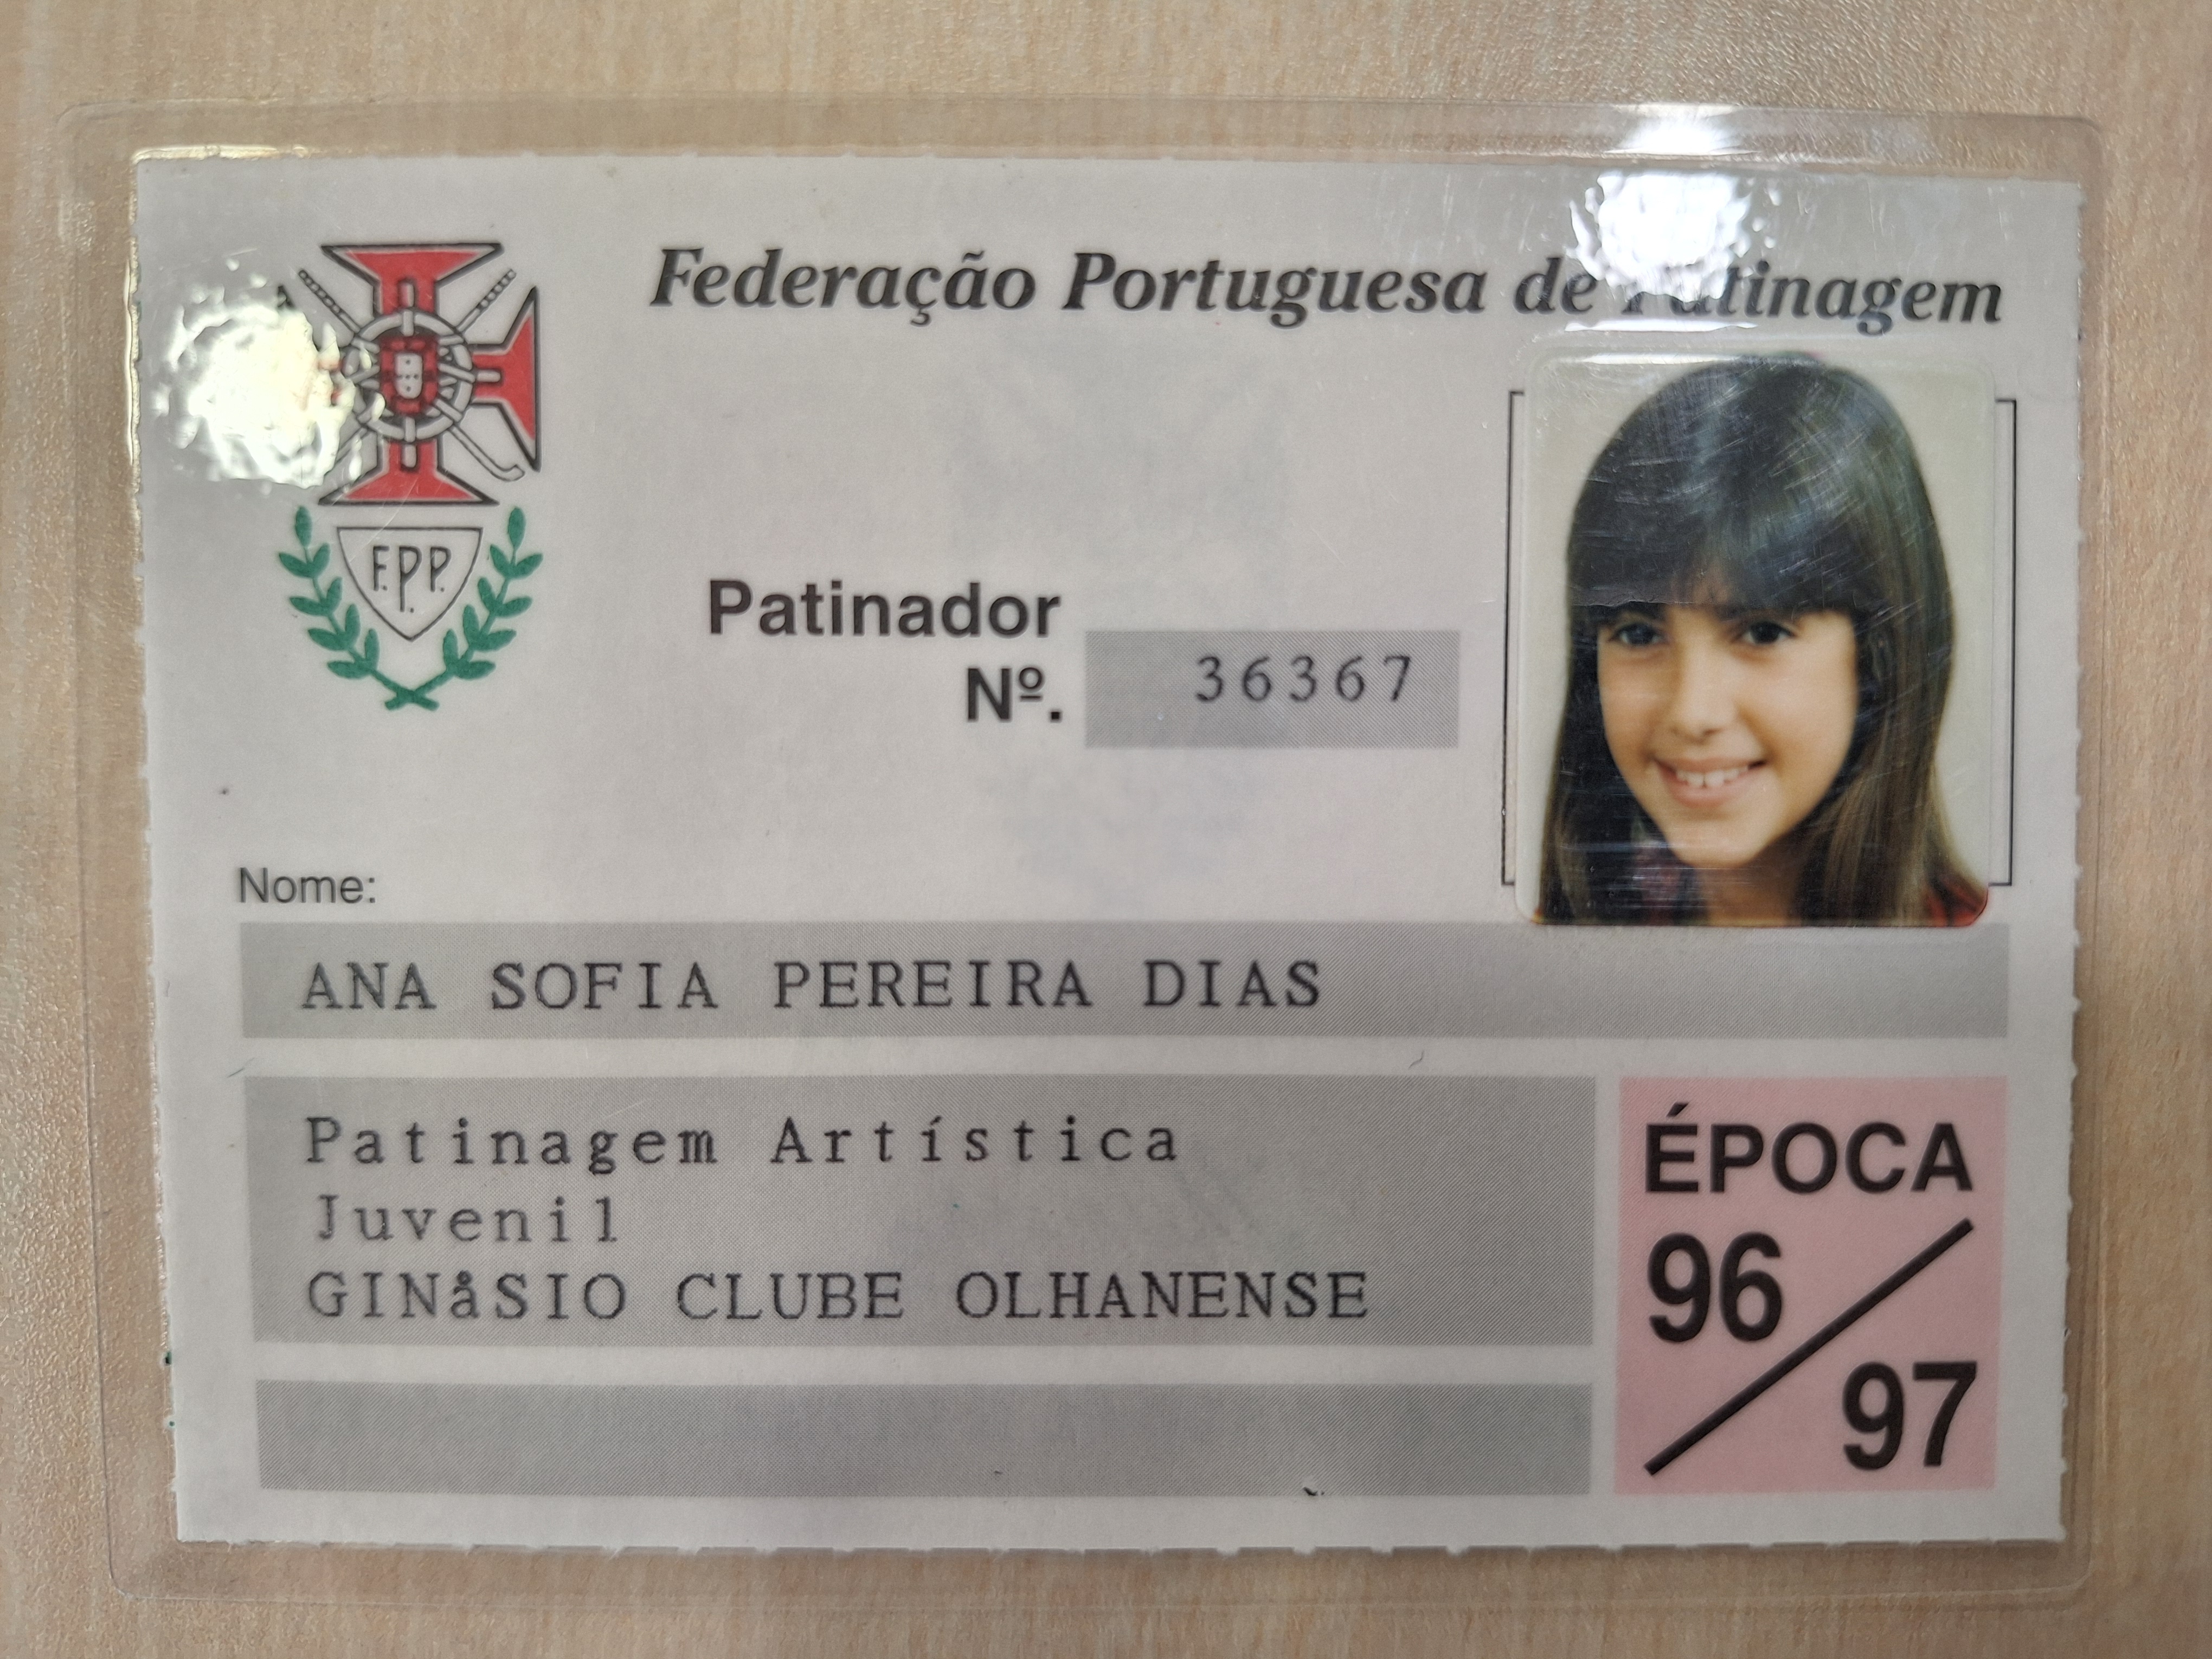 Federação Portuguesa de Patinagem
F.P.P.
Patinador
Nº. 36367
Nome:
ANA SOFIA PEREIRA DIAS
Patinagem Artística
Juvenil
GINåSIO CLUBE OLHANENSE
ÉPOCA
96/97